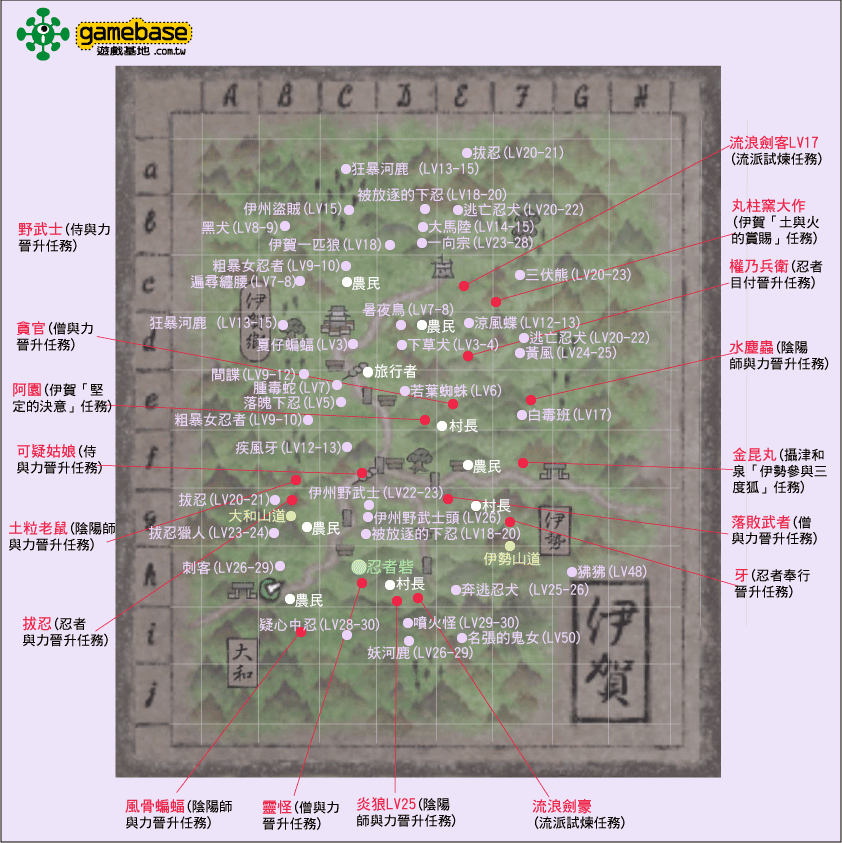 gamebase
遊戲基地.com.tw
A B C D E F G H
a
b
c
d
e
f
g
h
i
j
拔忍(LV20-21)
狂暴河鹿 (LV13-15)
被放逐的下忍(LV18-20)
伊州盜賊(LV15)
逃亡忍犬(LV20-22)
黑犬(LV8-9)
大馬陸(LV14-15)
伊賀一匹狼(LV18)
一向宗(LV23-28)
粗暴女忍者(LV9-10)
三伏熊(LV20-23)
遍尋纏腰(LV7-8)
農民
伊賀街道
暑夜鳥(LV7-8)
狂暴河鹿 (LV13-15)
農民
涼風蝶(LV12-13)
逃亡忍犬(LV20-22)
夏仔蝙蝠(LV3)
下草犬(LV3-4)
黃風(LV24-25)
間諜(LV9-12)
旅行者
腫毒蛇(LV7)
若葉蜘蛛(LV6)
落魄下忍(LV5)
白毒班(LV17)
粗暴女忍者(LV9-10)
村長
疾風牙(LV12-13)
農民
拔忍(LV20-21)
伊州野武士(LV22-23)
村長
大和山道
伊州野武士頭(LV26)
伊勢
農民
拔忍獵人(LV23-24)
被放逐的下忍(LV18-20)
伊勢山道
刺客(LV26-29)
忍者砦
狒狒(LV48)
村長
奔逃忍犬 (LV25-26)
農民
疑心中忍(LV28-30)
噴火怪(LV29-30)
名張的鬼女(LV50)
妖河鹿(LV26-29)
大和
伊賀
野武士(侍與力
晉升任務)
貪官(僧與力
晉升任務)
阿園(伊賀「堅
定的決意」任務)
可疑姑娘(侍
與力晉升任務)
土粒老鼠(陰陽師
與力晉升任務)
拔忍(忍者
與力晉升任務)
流浪劍客LV17
(流派試煉任務)
丸柱窯大作
(伊賀「土與火
的賞賜」任務)
權乃兵衛(忍者
目付晉升任務)
水塵蟲(陰陽
師與力晉升任務)
金昆丸(攝津和
泉「伊勢參與三
度狐」任務)
落敗武者(僧
與力晉升任務)
牙(忍者奉行
晉升任務)
風骨蝙蝠(陰陽師
與力晉升任務)
靈怪(僧與力
晉升任務)
炎狼LV25(陰陽
師與力晉升任務)
流浪劍豪
(流派試煉任務)